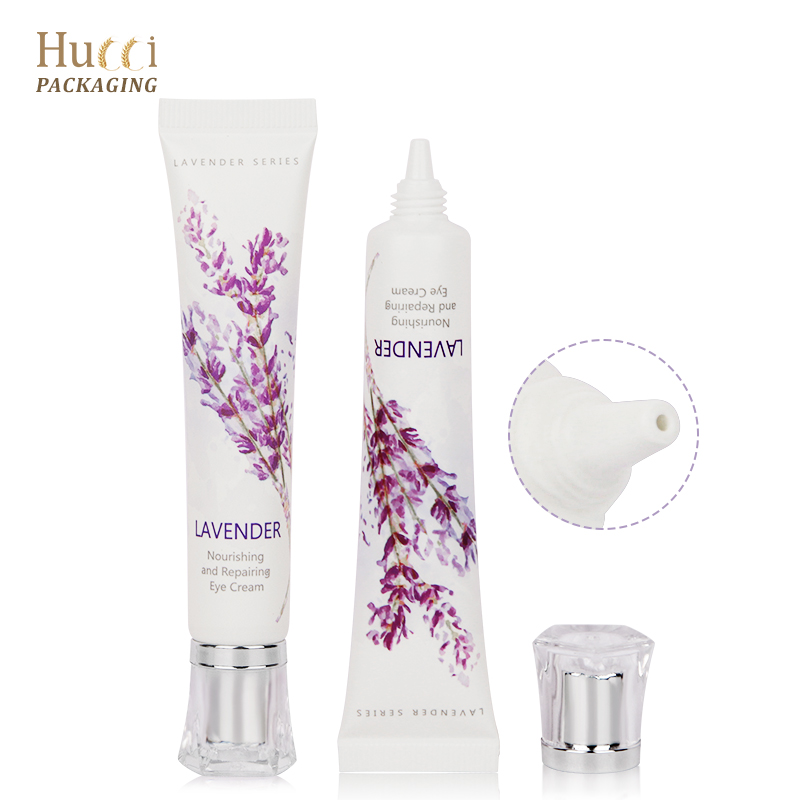 Hucci
PACKAGING
LAVENDER SERIES
LAVENDER
Nourishing
and Repairing
Eye Cream
LAVENDER
Nourishing
and Repairing
Eye Cream
LAVENDER SERIES